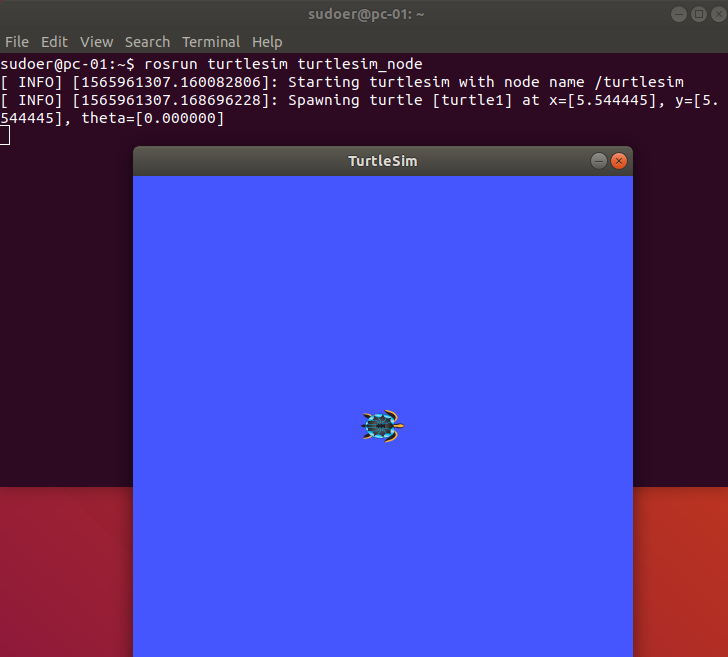 sudoer@pc-01: ~
File Edit View Search Terminal Help
sudoer@pc-01:~$ rosrun turtlesim turtlesim_node
[ INFO] [1565961307.160082806]: Starting turtlesim with node name /turtlesim
[ INFO] [1565961307.168696228]: Spawning turtle [turtle1] at x=[5.544445], y=[5.
544445], theta=[0.000000]
TurtleSim